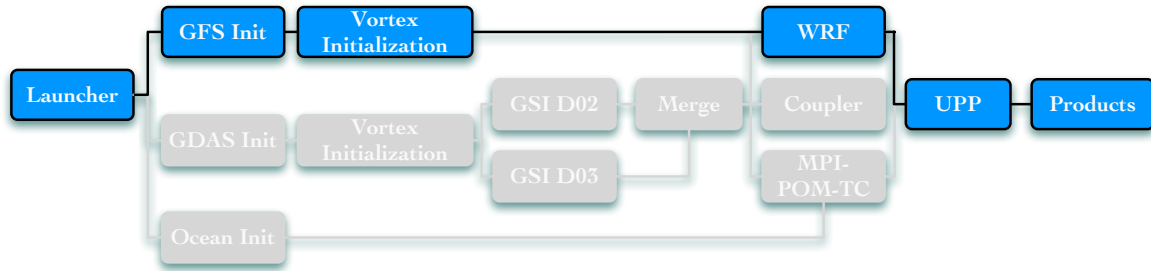 GFS Init
Vortex
Initialization
WRF
Launcher
GSI D02
Merge
Coupler
UPP
Products
GDAS Init
Vortex
Initialization
GSI D03
MPI-
POM-TC
Ocean Init